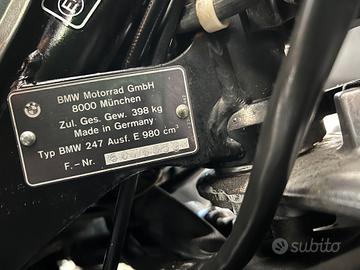 BMW Motorrad GmbH
8000 München
Zul. Ges. Gew. 398 kg
Made in Germany
Typ BMW 247 Ausf. E 980 cm³
F.–Nr.
subito